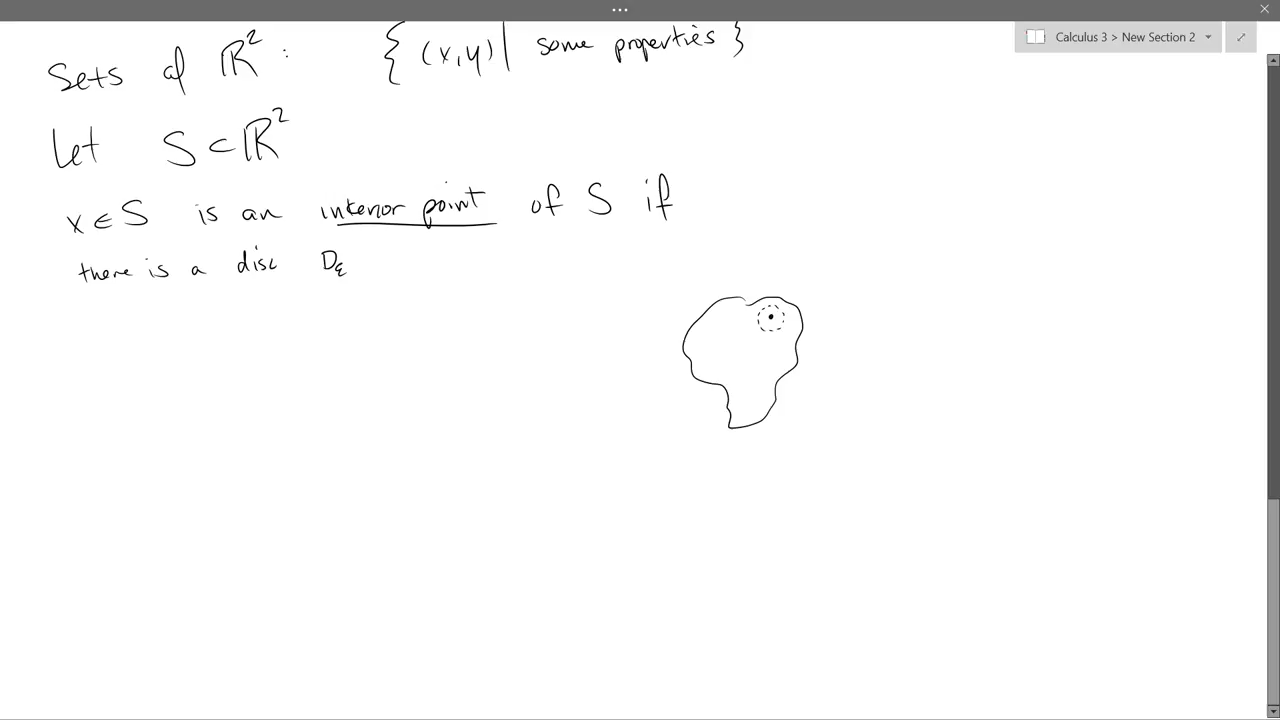 Calculus 3 > New Section 2
Sets of ℝ²: { (x,y) | some properties }
Let S ⊂ ℝ²
x ∈ S is an interior point of S if
there is a disc Dε